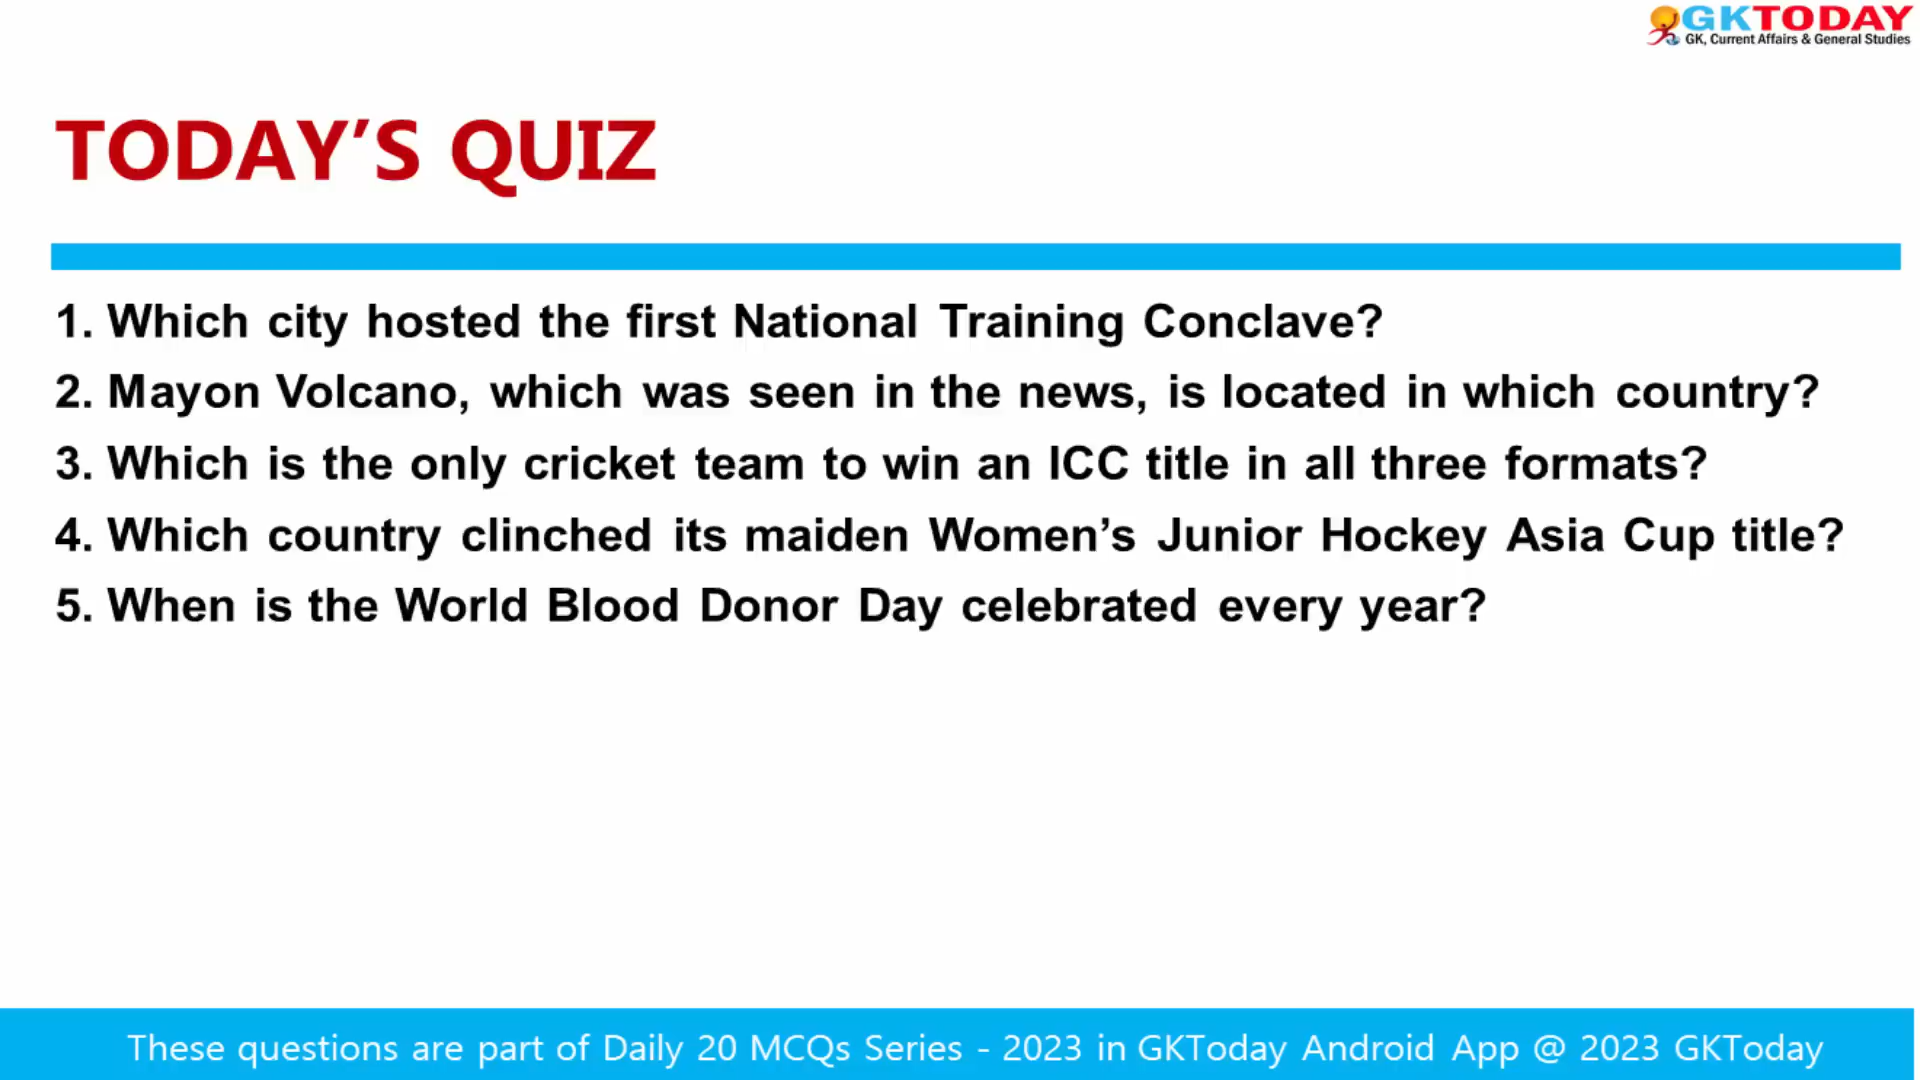 GKTODAY
GK, Current Affairs & General Studies
TODAY’S QUIZ
1. Which city hosted the first National Training Conclave?
2. Mayon Volcano, which was seen in the news, is located in which country?
3. Which is the only cricket team to win an ICC title in all three formats?
4. Which country clinched its maiden Women’s Junior Hockey Asia Cup title?
5. When is the World Blood Donor Day celebrated every year?
These questions are part of Daily 20 MCQs Series - 2023 in GKToday Android App @ 2023 GKToday